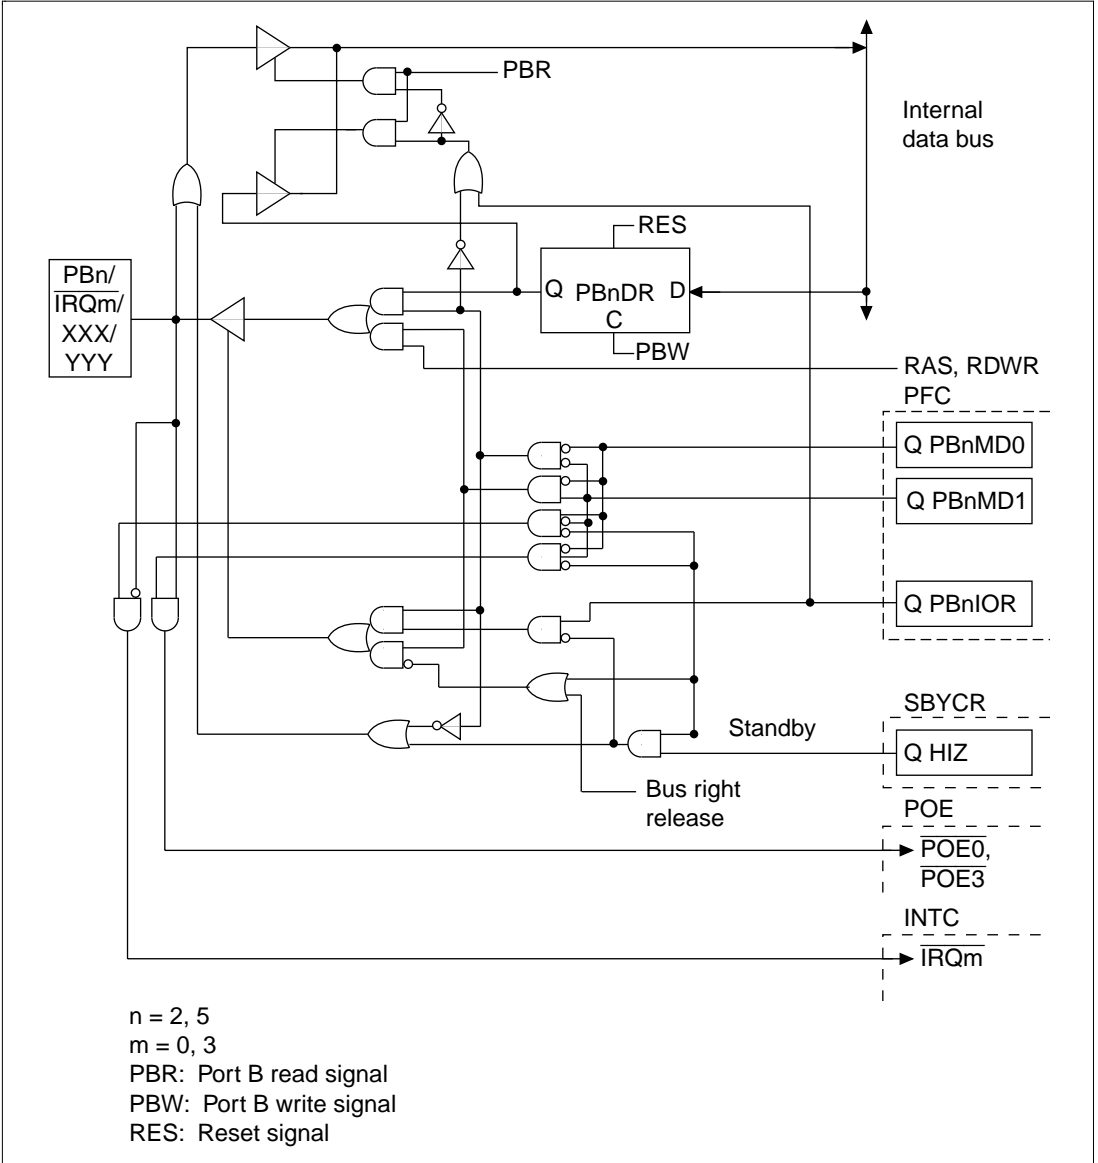 PBR
Internal
data bus
RES
PBn/
IRQm/
XXX/
YYY
Q PBnDR D
C
PBW
RAS, RDWR
PFC
Q PBnMD0
Q PBnMD1
Q PBnIOR
SBYCR
Standby
Q HIZ
Bus right
release
POE
POE0,
POE3
INTC
IRQm
n = 2, 5
m = 0, 3
PBR: Port B read signal
PBW: Port B write signal
RES: Reset signal